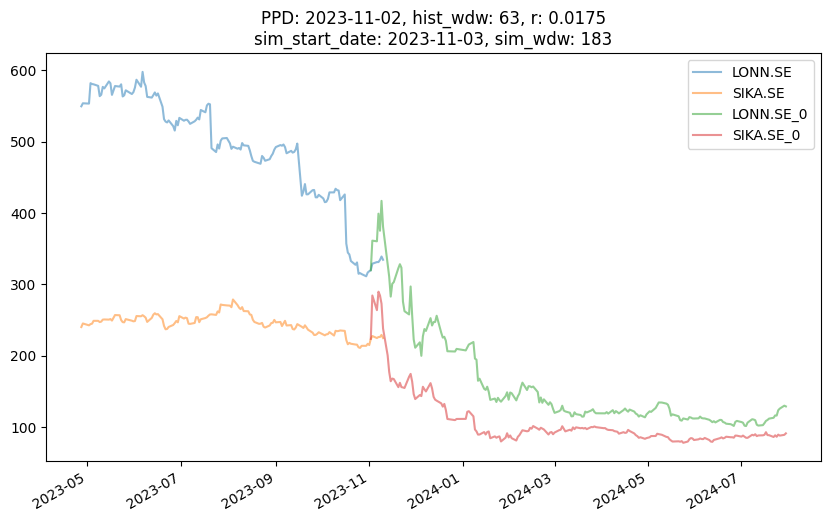 PPD: 2023-11-02, hist_wdw: 63, r: 0.0175
sim_start_date: 2023-11-03, sim_wdw: 183
LONN.SE
SIKA.SE
LONN.SE_0
SIKA.SE_0
600
500
400
300
200
100
2023-05
2023-07
2023-09
2023-11
2024-01
2024-03
2024-05
2024-07